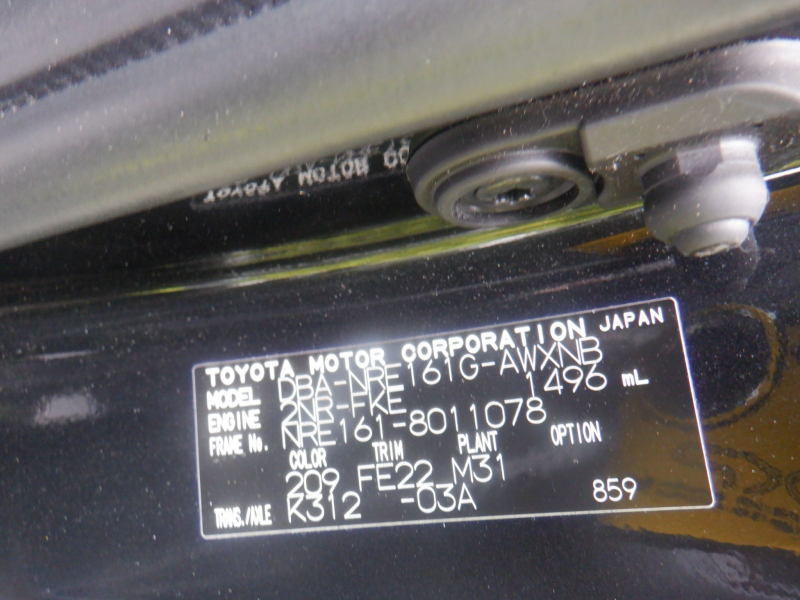 TOYOTA MOTOR CORPORATION JAPAN
MODEL DBA-NRE161G-AWXNB
ENGINE 2NR-FKE 1496 mL
FRAME No. NRE161-8011078
COLOR TRIM PLANT OPTION
209 FE22 M31
TRANS./AXLE K312 -03A 859